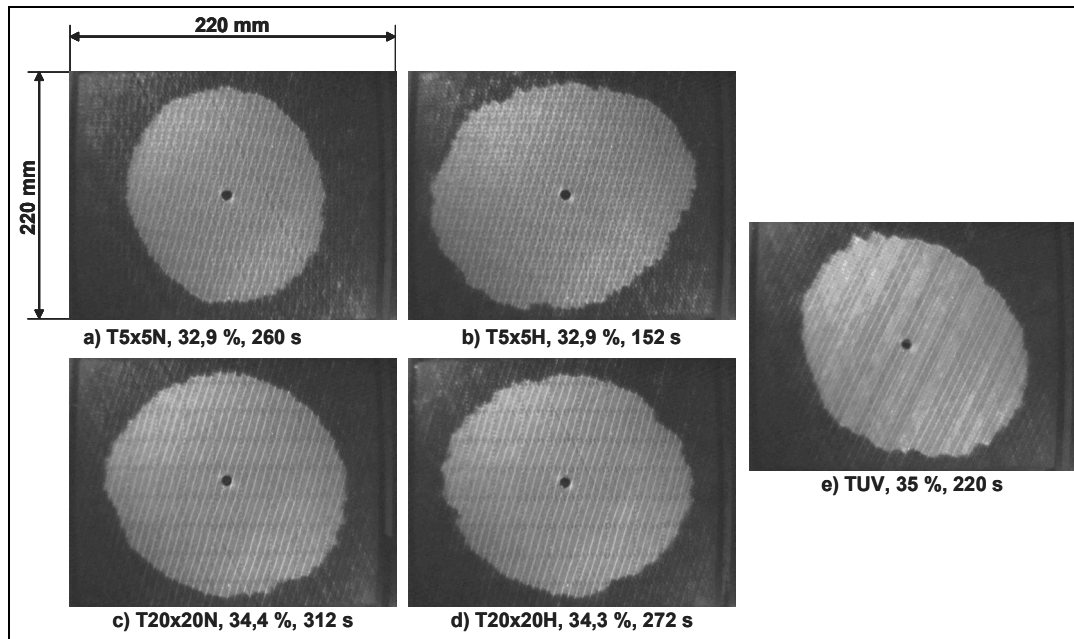 220 mm
220 mm
a) T5x5N, 32,9 %, 260 s
b) T5x5H, 32,9 %, 152 s
c) T20x20N, 34,4 %, 312 s
d) T20x20H, 34,3 %, 272 s
e) TUV, 35 %, 220 s